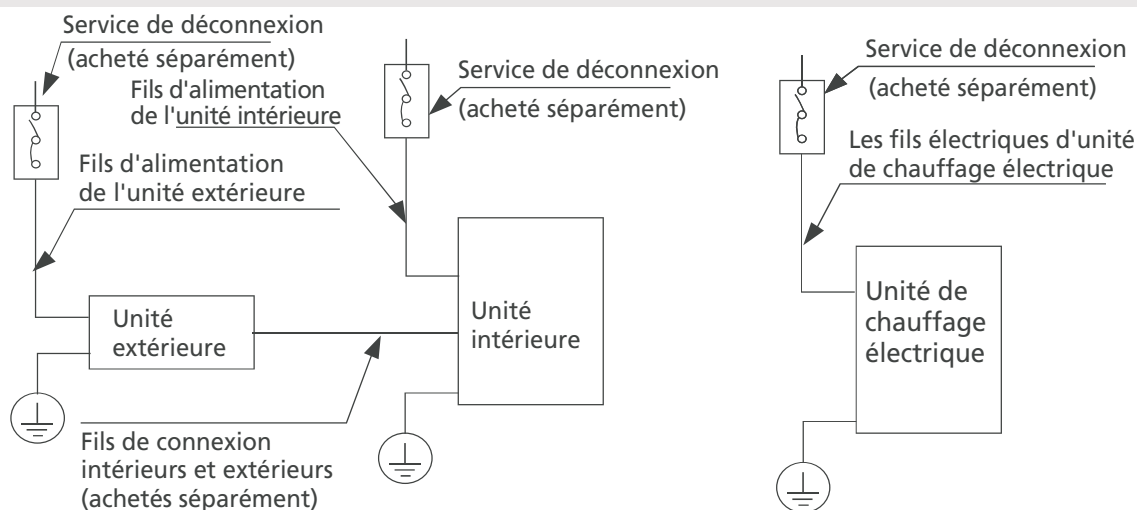 Service de déconnexion
(acheté séparément)
Fils d'alimentation
de l'unité intérieure
Service de déconnexion
(acheté séparément)
Service de déconnexion
(acheté séparément)
Fils d'alimentation
de l'unité extérieure
Les fils électriques d'unité
de chauffage électrique
Unité
extérieure
Unité
intérieure
Unité de
chauffage
électrique
Fils de connexion
intérieurs et extérieurs
(achetés séparément)